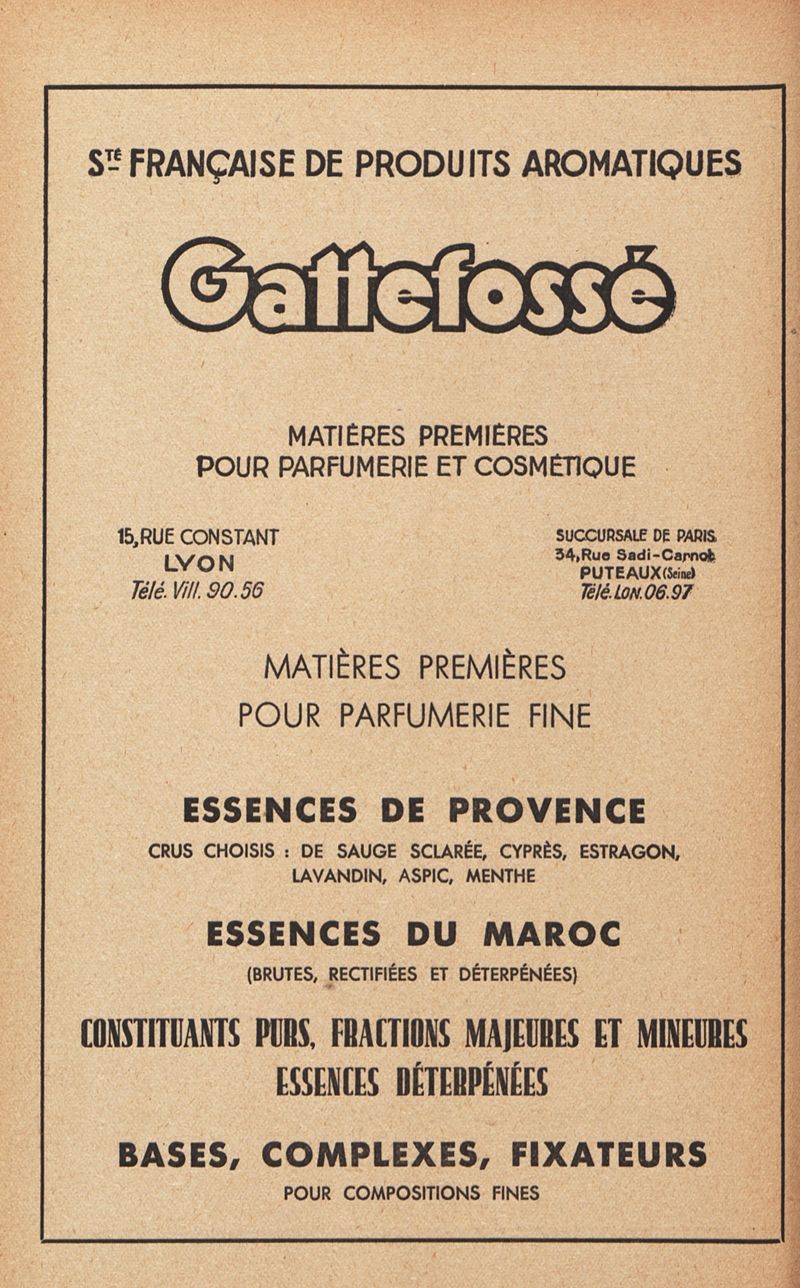 STÉ FRANÇAISE DE PRODUITS AROMATIQUES
Gattefossé
MATIÈRES PREMIÈRES
POUR PARFUMERIE ET COSMÉTIQUE
15, RUE CONSTANT
LYON
Télé. Vill. 90.56
SUCCURSALE DE PARIS
34, Rue Sadi-Carnot
PUTEAUX (Seine)
Télé. LON. 06.97
MATIÈRES PREMIÈRES
POUR PARFUMERIE FINE
ESSENCES DE PROVENCE
CRUS CHOISIS : DE SAUGE SCLARÉE, CYPRÈS, ESTRAGON,
LAVANDIN, ASPIC, MENTHE
ESSENCES DU MAROC
(BRUTES, RECTIFIÉES ET DÉTERPÉNÉES)
CONSTITUANTS PURS, FRACTIONS MAJEURES ET MINEURES
ESSENCES DÉTERPÉNÉES
BASES, COMPLEXES, FIXATEURS
POUR COMPOSITIONS FINES